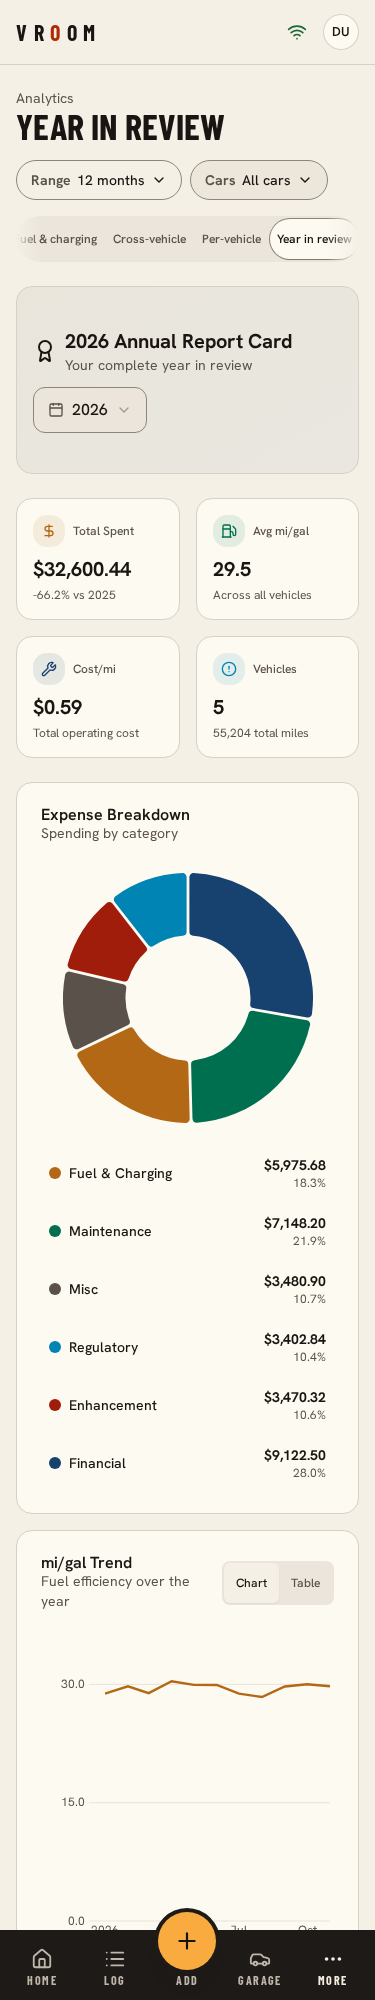 VROOM
DU
Analytics
YEAR IN REVIEW
Range 12 months
Cars All cars
uel & charging Cross-vehicle Per-vehicle Year in review
2026 Annual Report Card
Your complete year in review
2026
Total Spent
$32,600.44
-66.2% vs 2025
Avg mi/gal
29.5
Across all vehicles
Cost/mi
$0.59
Total operating cost
Vehicles
5
55,204 total miles
Expense Breakdown
Spending by category
Fuel & Charging $5,975.68
18.3%
Maintenance $7,148.20
21.9%
Misc $3,480.90
10.7%
Regulatory $3,402.84
10.4%
Enhancement $3,470.32
10.6%
Financial $9,122.50
28.0%
mi/gal Trend
Fuel efficiency over the
year
Chart Table
30.0
15.0
0.0
2026 Jul Oct
HOME LOG ADD GARAGE MORE